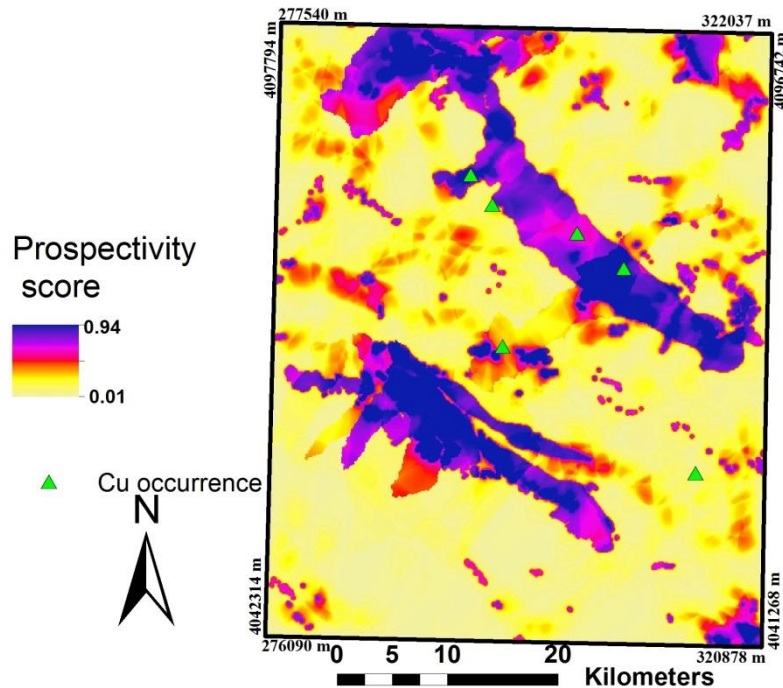 277540 m
322037 m
4097794 m
4096742 m
Prospectivity
score
0.94
0.01
Cu occurrence
N
4042314 m
4041268 m
276090 m
320878 m
0 5 10 20
Kilometers